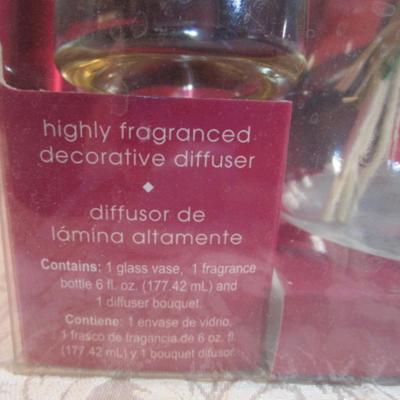 highly fragranced
decorative diffuser
diffusor de
lámina altamente
Contains: 1 glass vase, 1 fragrance
bottle 6 fl. oz. (177.42 mL) and
1 diffuser bouquet.
Contiene: 1 envase de vidrio,
1 frasco de fragancia de 6 oz. fl.
(177.42 mL) y 1 bouquet difusor.